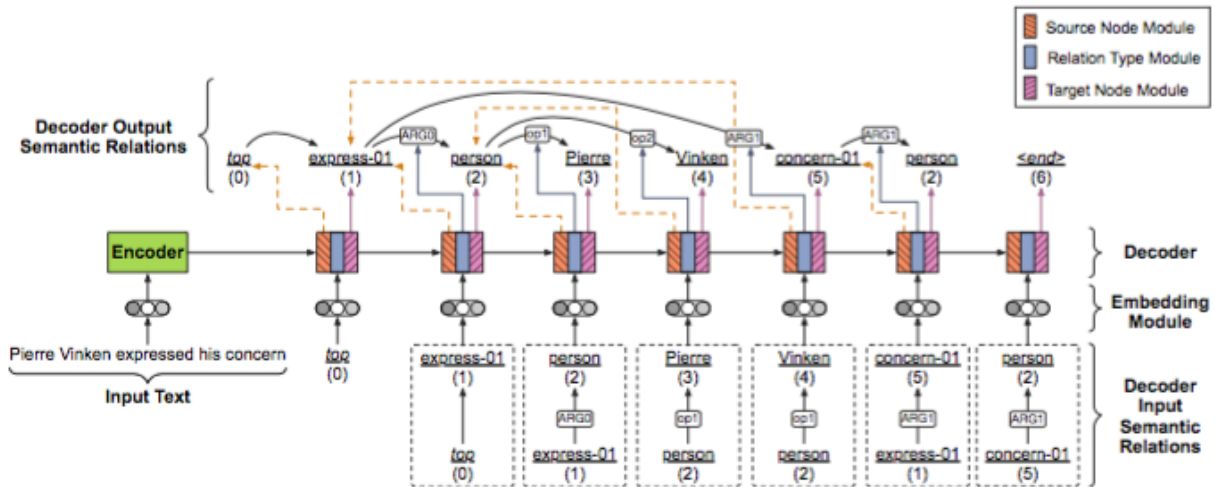 Source Node Module
Relation Type Module
Target Node Module
Decoder Output
Semantic Relations
ARG0
op1
op2
ARG1
ARG1
top
express-01
person
Pierre
Vinken
concern-01
person
<end>
(0)
(1)
(2)
(3)
(4)
(5)
(2)
(6)
Encoder
Decoder
Embedding
Module
Pierre Vinken expressed his concern
Input Text
top
(0)
express-01
(1)
top
(0)
person
(2)
ARG0
express-01
(1)
Pierre
(3)
op1
person
(2)
Vinken
(4)
op1
person
(2)
concern-01
(5)
ARG1
express-01
(1)
person
(2)
ARG1
concern-01
(5)
Decoder
Input
Semantic
Relations